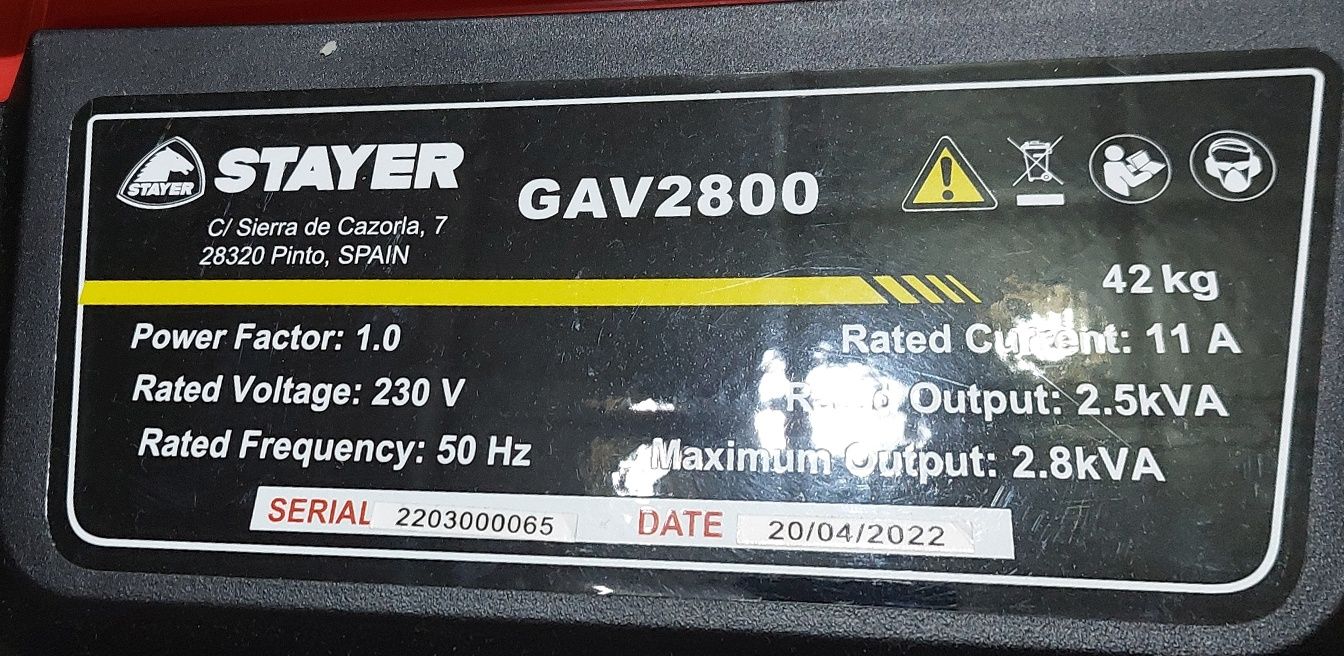 STAYER
STAYER
C/ Sierra de Cazorla, 7
28320 Pinto, SPAIN
GAV2800
42 kg
Power Factor: 1.0
Rated Current: 11 A
Rated Voltage: 230 V
Rated Output: 2.5kVA
Rated Frequency: 50 Hz
Maximum Output: 2.8kVA
SERIAL 2203000065 DATE 20/04/2022